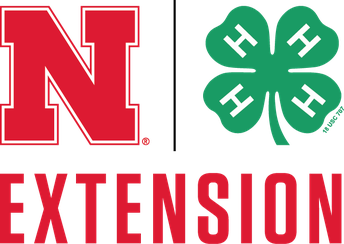 N®
H H
H H
18 USC 707
EXTENSION